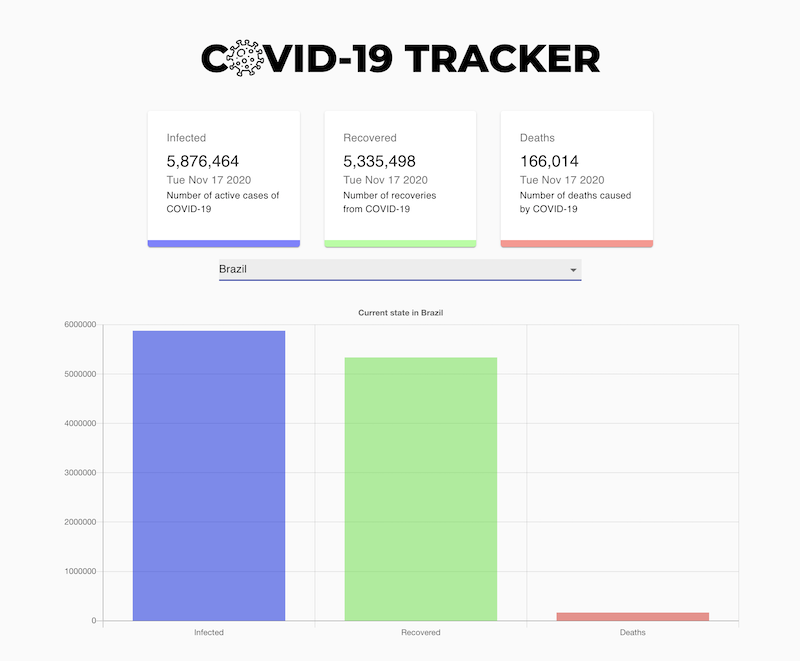 COVID-19 TRACKER
Infected
5,876,464
Tue Nov 17 2020
Number of active cases of
COVID-19
Recovered
5,335,498
Tue Nov 17 2020
Number of recoveries
from COVID-19
Deaths
166,014
Tue Nov 17 2020
Number of deaths caused
by COVID-19
Brazil
Current state in Brazil
6000000
5000000
4000000
3000000
2000000
1000000
0
Infected
Recovered
Deaths